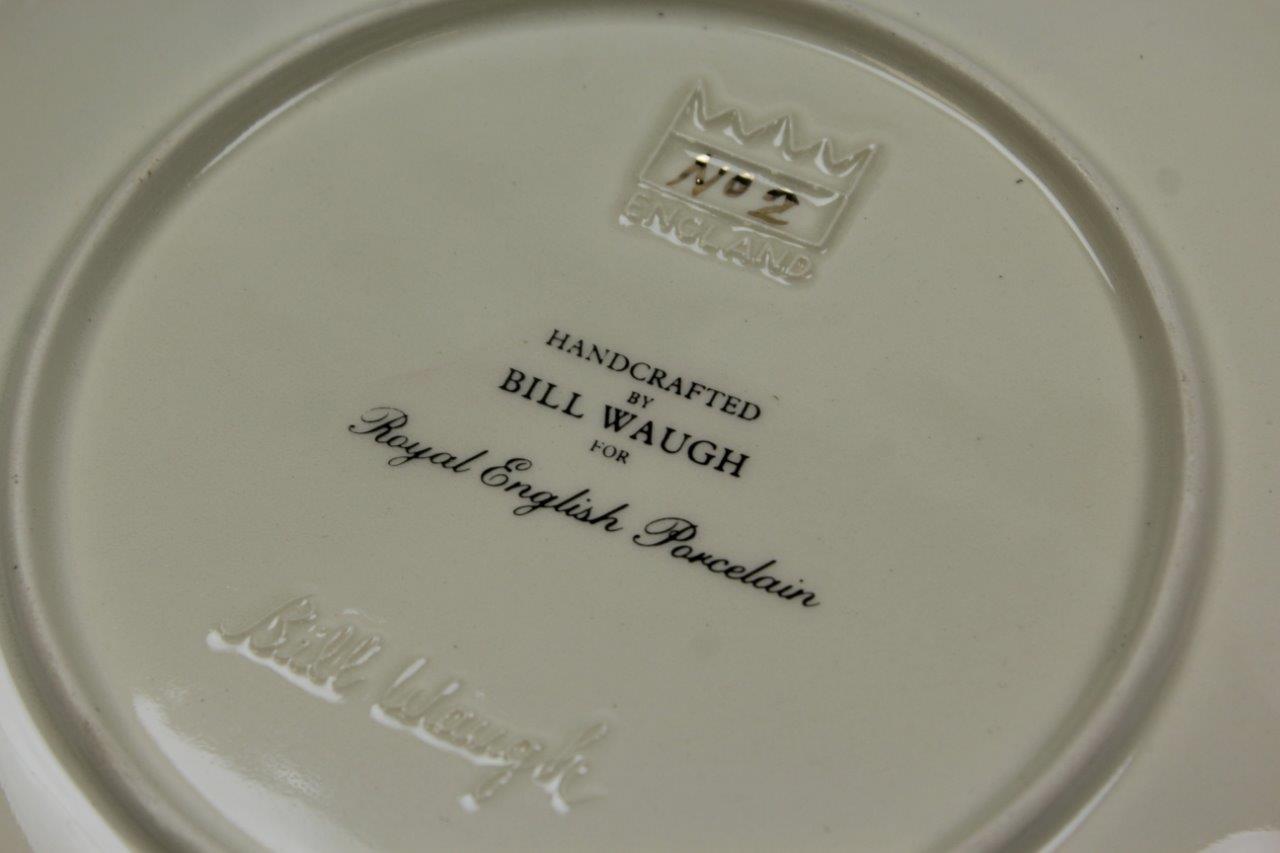 No 2
ENGLAND
HANDCRAFTED
BY
BILL WAUGH
FOR
Royal English Porcelain
Bill Waugh